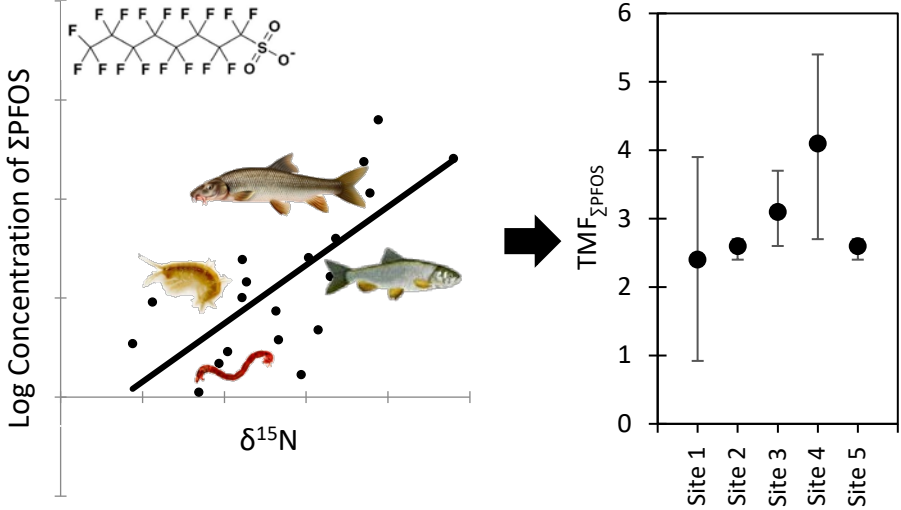 F F F F F F F F
F
O
S
O⁻
F F F F F F F F O
Log Concentration of ΣPFOS
δ¹⁵N
TMF_ΣPFOS
6
5
4
3
2
1
0
Site 1
Site 2
Site 3
Site 4
Site 5